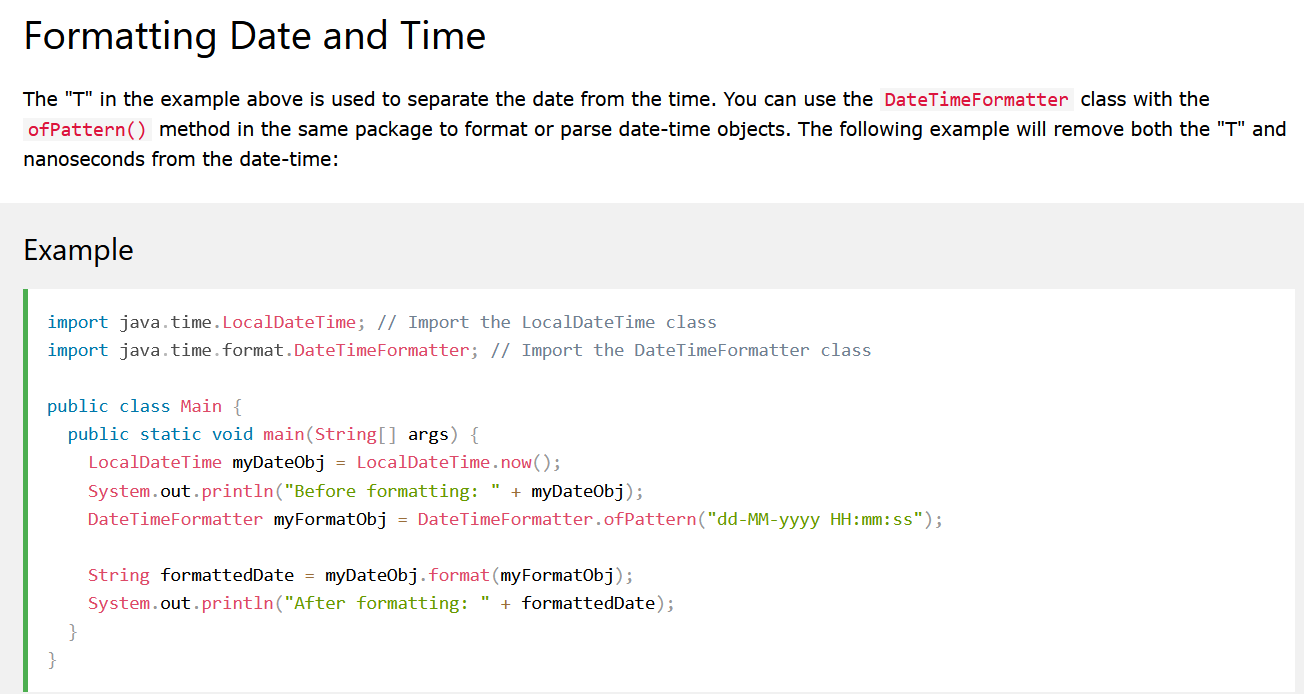 Formatting Date and Time
The "T" in the example above is used to separate the date from the time. You can use the DateTimeFormatter class with the
ofPattern() method in the same package to format or parse date-time objects. The following example will remove both the "T" and
nanoseconds from the date-time:
Example
import java.time.LocalDateTime; // Import the LocalDateTime class
import java.time.format.DateTimeFormatter; // Import the DateTimeFormatter class
public class Main {
  public static void main(String[] args) {
    LocalDateTime myDateObj = LocalDateTime.now();
    System.out.println("Before formatting: " + myDateObj);
    DateTimeFormatter myFormatObj = DateTimeFormatter.ofPattern("dd-MM-yyyy HH:mm:ss");
    String formattedDate = myDateObj.format(myFormatObj);
    System.out.println("After formatting: " + formattedDate);
  }
}